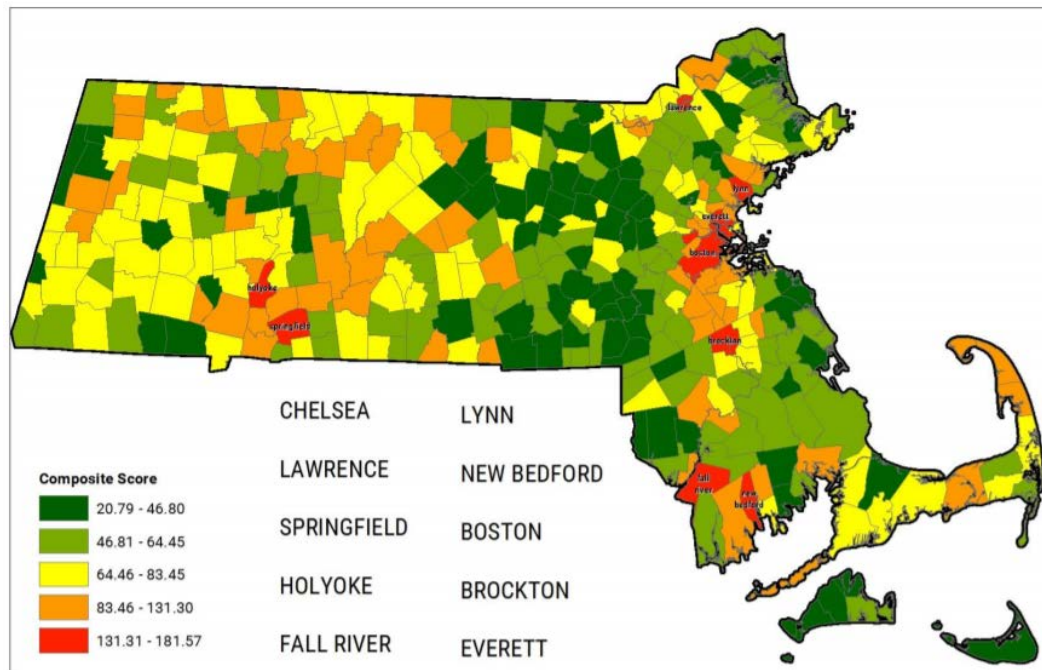 lawrence
lynn
everett
boston
holyoke
springfield
brockton
fall
river
new
bedford
CHELSEA
LYNN
LAWRENCE
NEW BEDFORD
SPRINGFIELD
BOSTON
HOLYOKE
BROCKTON
FALL RIVER
EVERETT
Composite Score
20.79 - 46.80
46.81 - 64.45
64.46 - 83.45
83.46 - 131.30
131.31 - 181.57